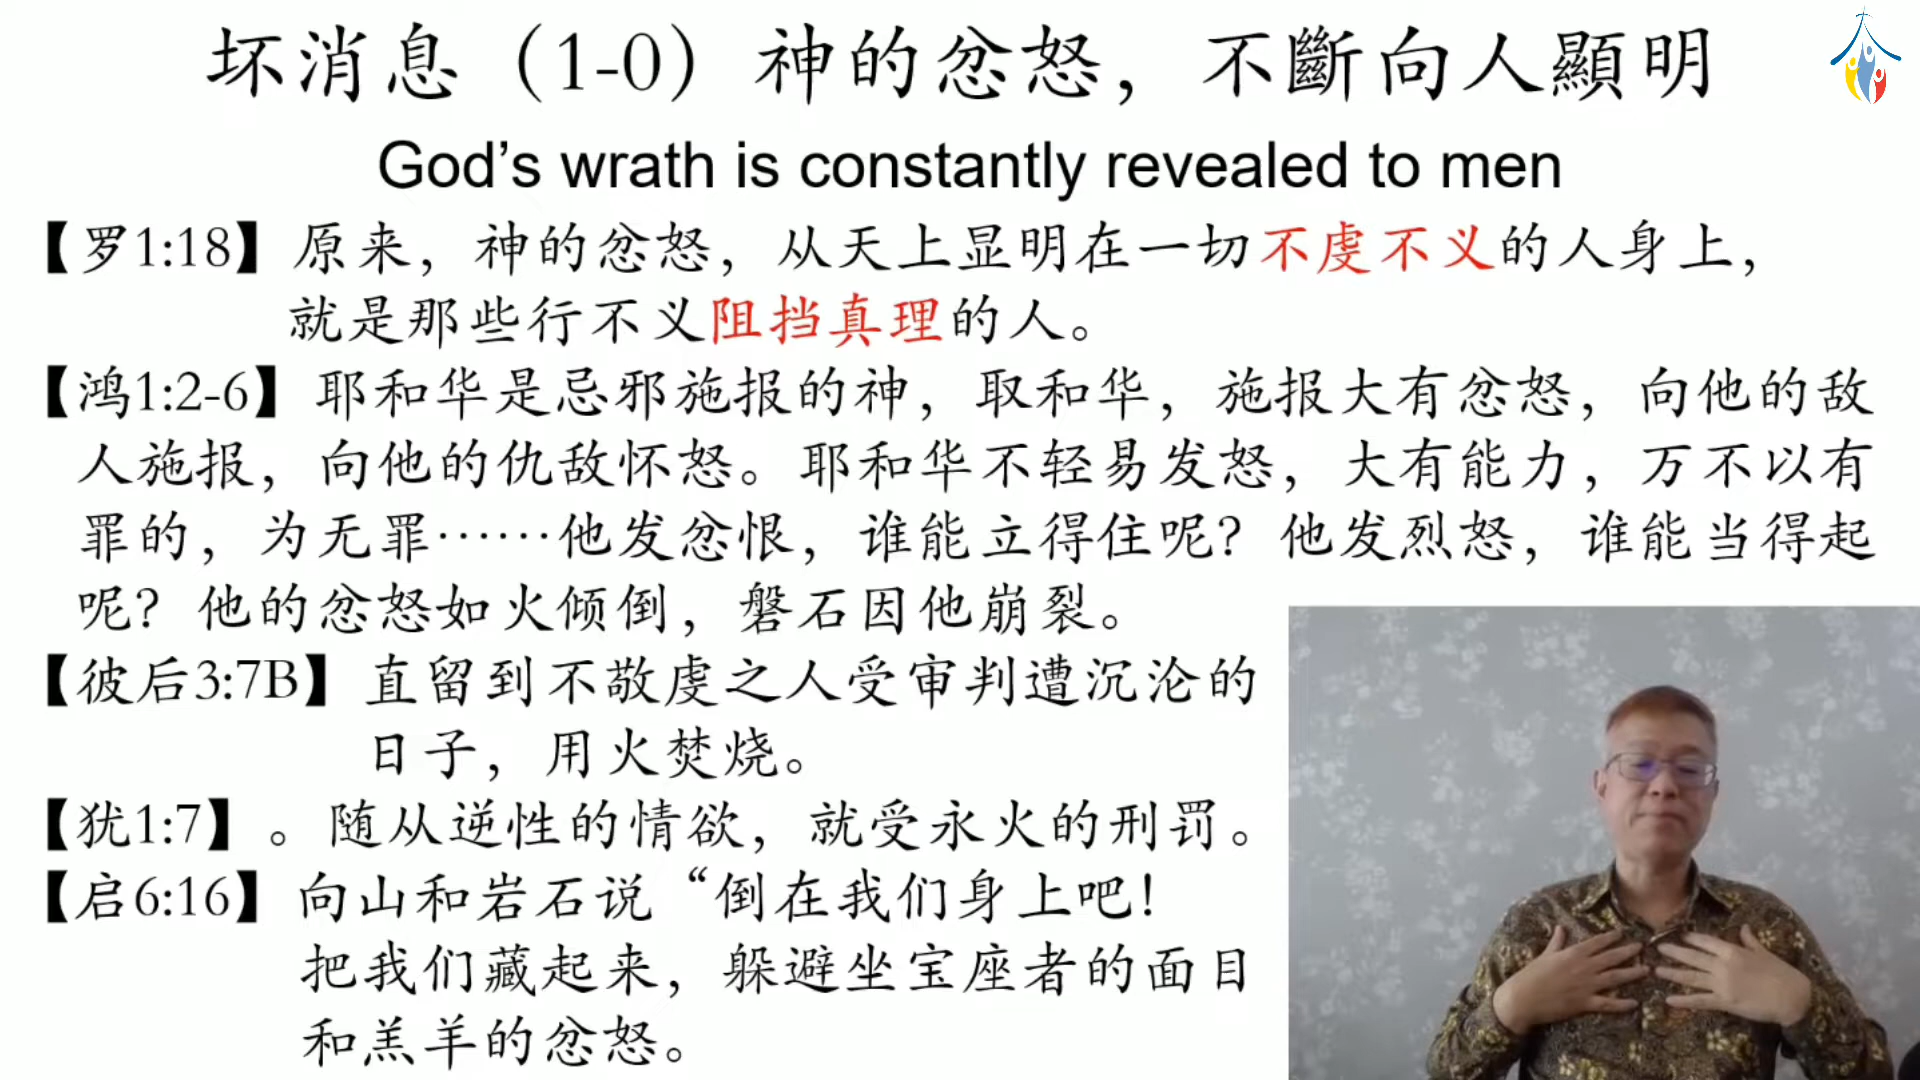 坏消息（1-0）神的忿怒，不斷向人顯明
God’s wrath is constantly revealed to men
【罗1:18】原来，神的忿怒，从天上显明在一切不虔不义的人身上，
就是那些行不义阻挡真理的人。
【鸿1:2-6】耶和华是忌邪施报的神，取和华，施报大有忿怒，向他的敌
人施报，向他的仇敌怀怒。耶和华不轻易发怒，大有能力，万不以有
罪的，为无罪……他发忿恨，谁能立得住呢？他发烈怒，谁能当得起
呢？他的忿怒如火倾倒，磐石因他崩裂。
【彼后3:7B】直留到不敬虔之人受审判遭沉沦的
日子，用火焚烧。
【犹1:7】。随从逆性的情欲，就受永火的刑罚。
【启6:16】向山和岩石说“倒在我们身上吧！
把我们藏起来，躲避坐宝座者的面目
和羔羊的忿怒。